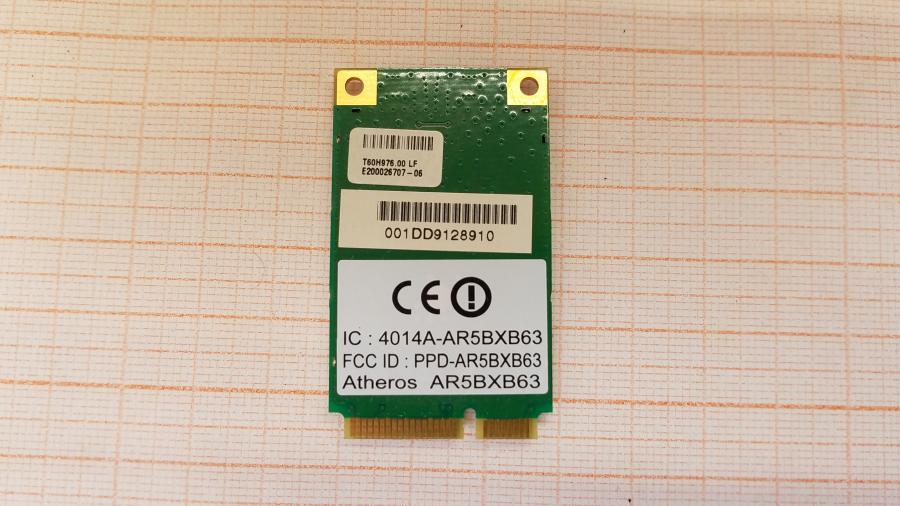 T60H976.00 LF
E200026707-06
001DD9128910
CE
IC : 4014A-AR5BXB63
FCC ID : PPD-AR5BXB63
Atheros AR5BXB63